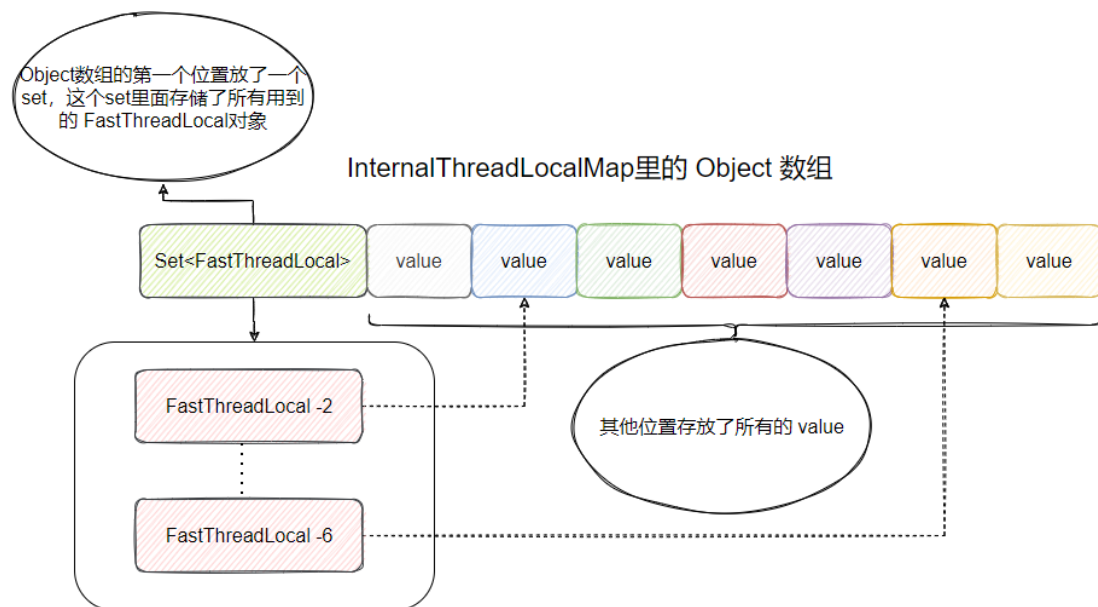 Object数组的第一个位置放了一个
set，这个set里面存储了所有用到
的 FastThreadLocal对象
InternalThreadLocalMap里的 Object 数组
Set<FastThreadLocal>
value
value
value
value
value
value
value
FastThreadLocal -2
其他位置存放了所有的 value
FastThreadLocal -6